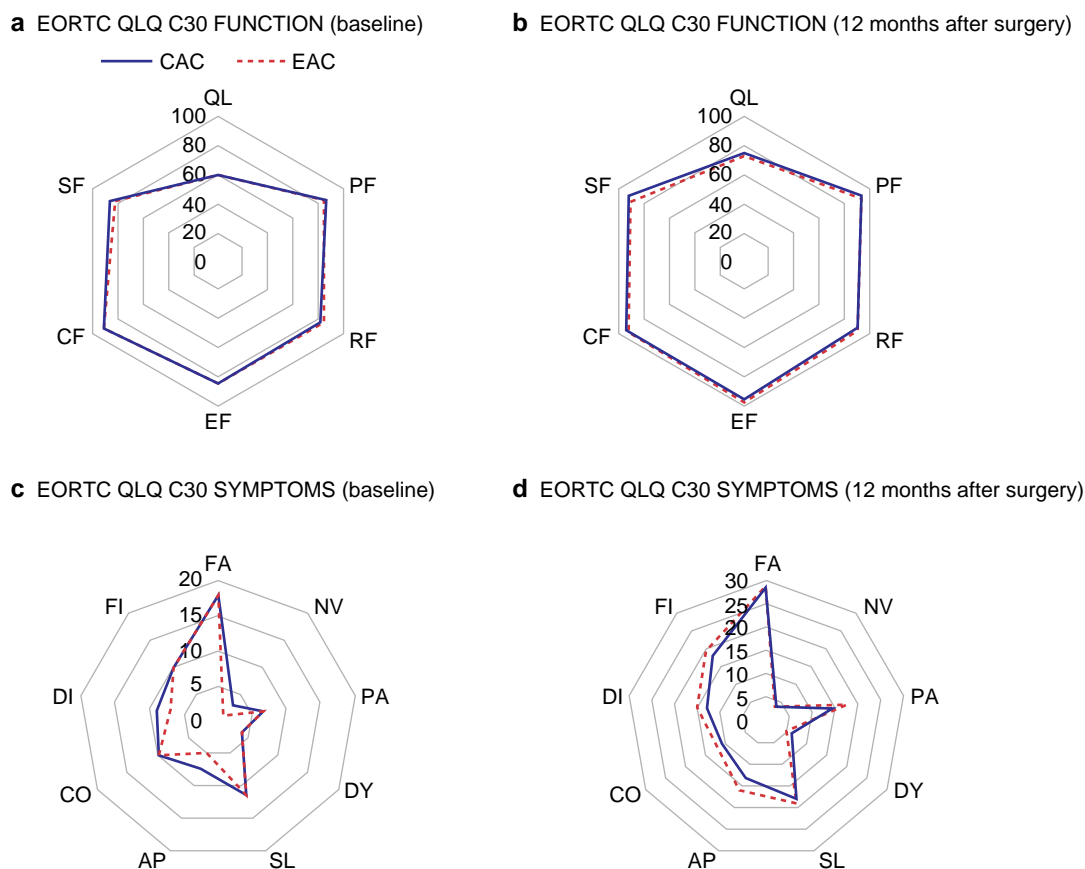 a EORTC QLQ C30 FUNCTION (baseline)
CAC EAC
QL
100
80
60
40
20
0
SF
PF
CF
RF
EF
b EORTC QLQ C30 FUNCTION (12 months after surgery)
QL
100
80
60
40
20
0
SF
PF
CF
RF
EF
c EORTC QLQ C30 SYMPTOMS (baseline)
FA
20
15
10
5
0
FI
NV
DI
PA
CO
DY
AP
SL
d EORTC QLQ C30 SYMPTOMS (12 months after surgery)
FA
30
25
20
15
10
5
0
FI
NV
DI
PA
CO
DY
AP
SL